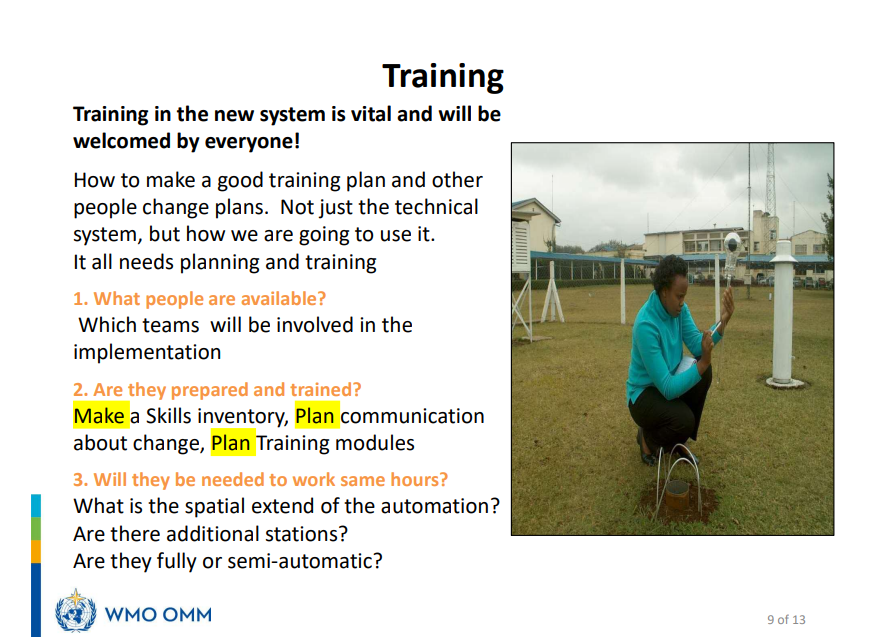 Training
Training in the new system is vital and will be
welcomed by everyone!
How to make a good training plan and other
people change plans. Not just the technical
system, but how we are going to use it.
It all needs planning and training
1. What people are available?
Which teams will be involved in the
implementation
2. Are they prepared and trained?
Make a Skills inventory, Plan communication
about change, Plan Training modules
3. Will they be needed to work same hours?
What is the spatial extend of the automation?
Are there additional stations?
Are they fully or semi-automatic?
WMO OMM
9 of 13